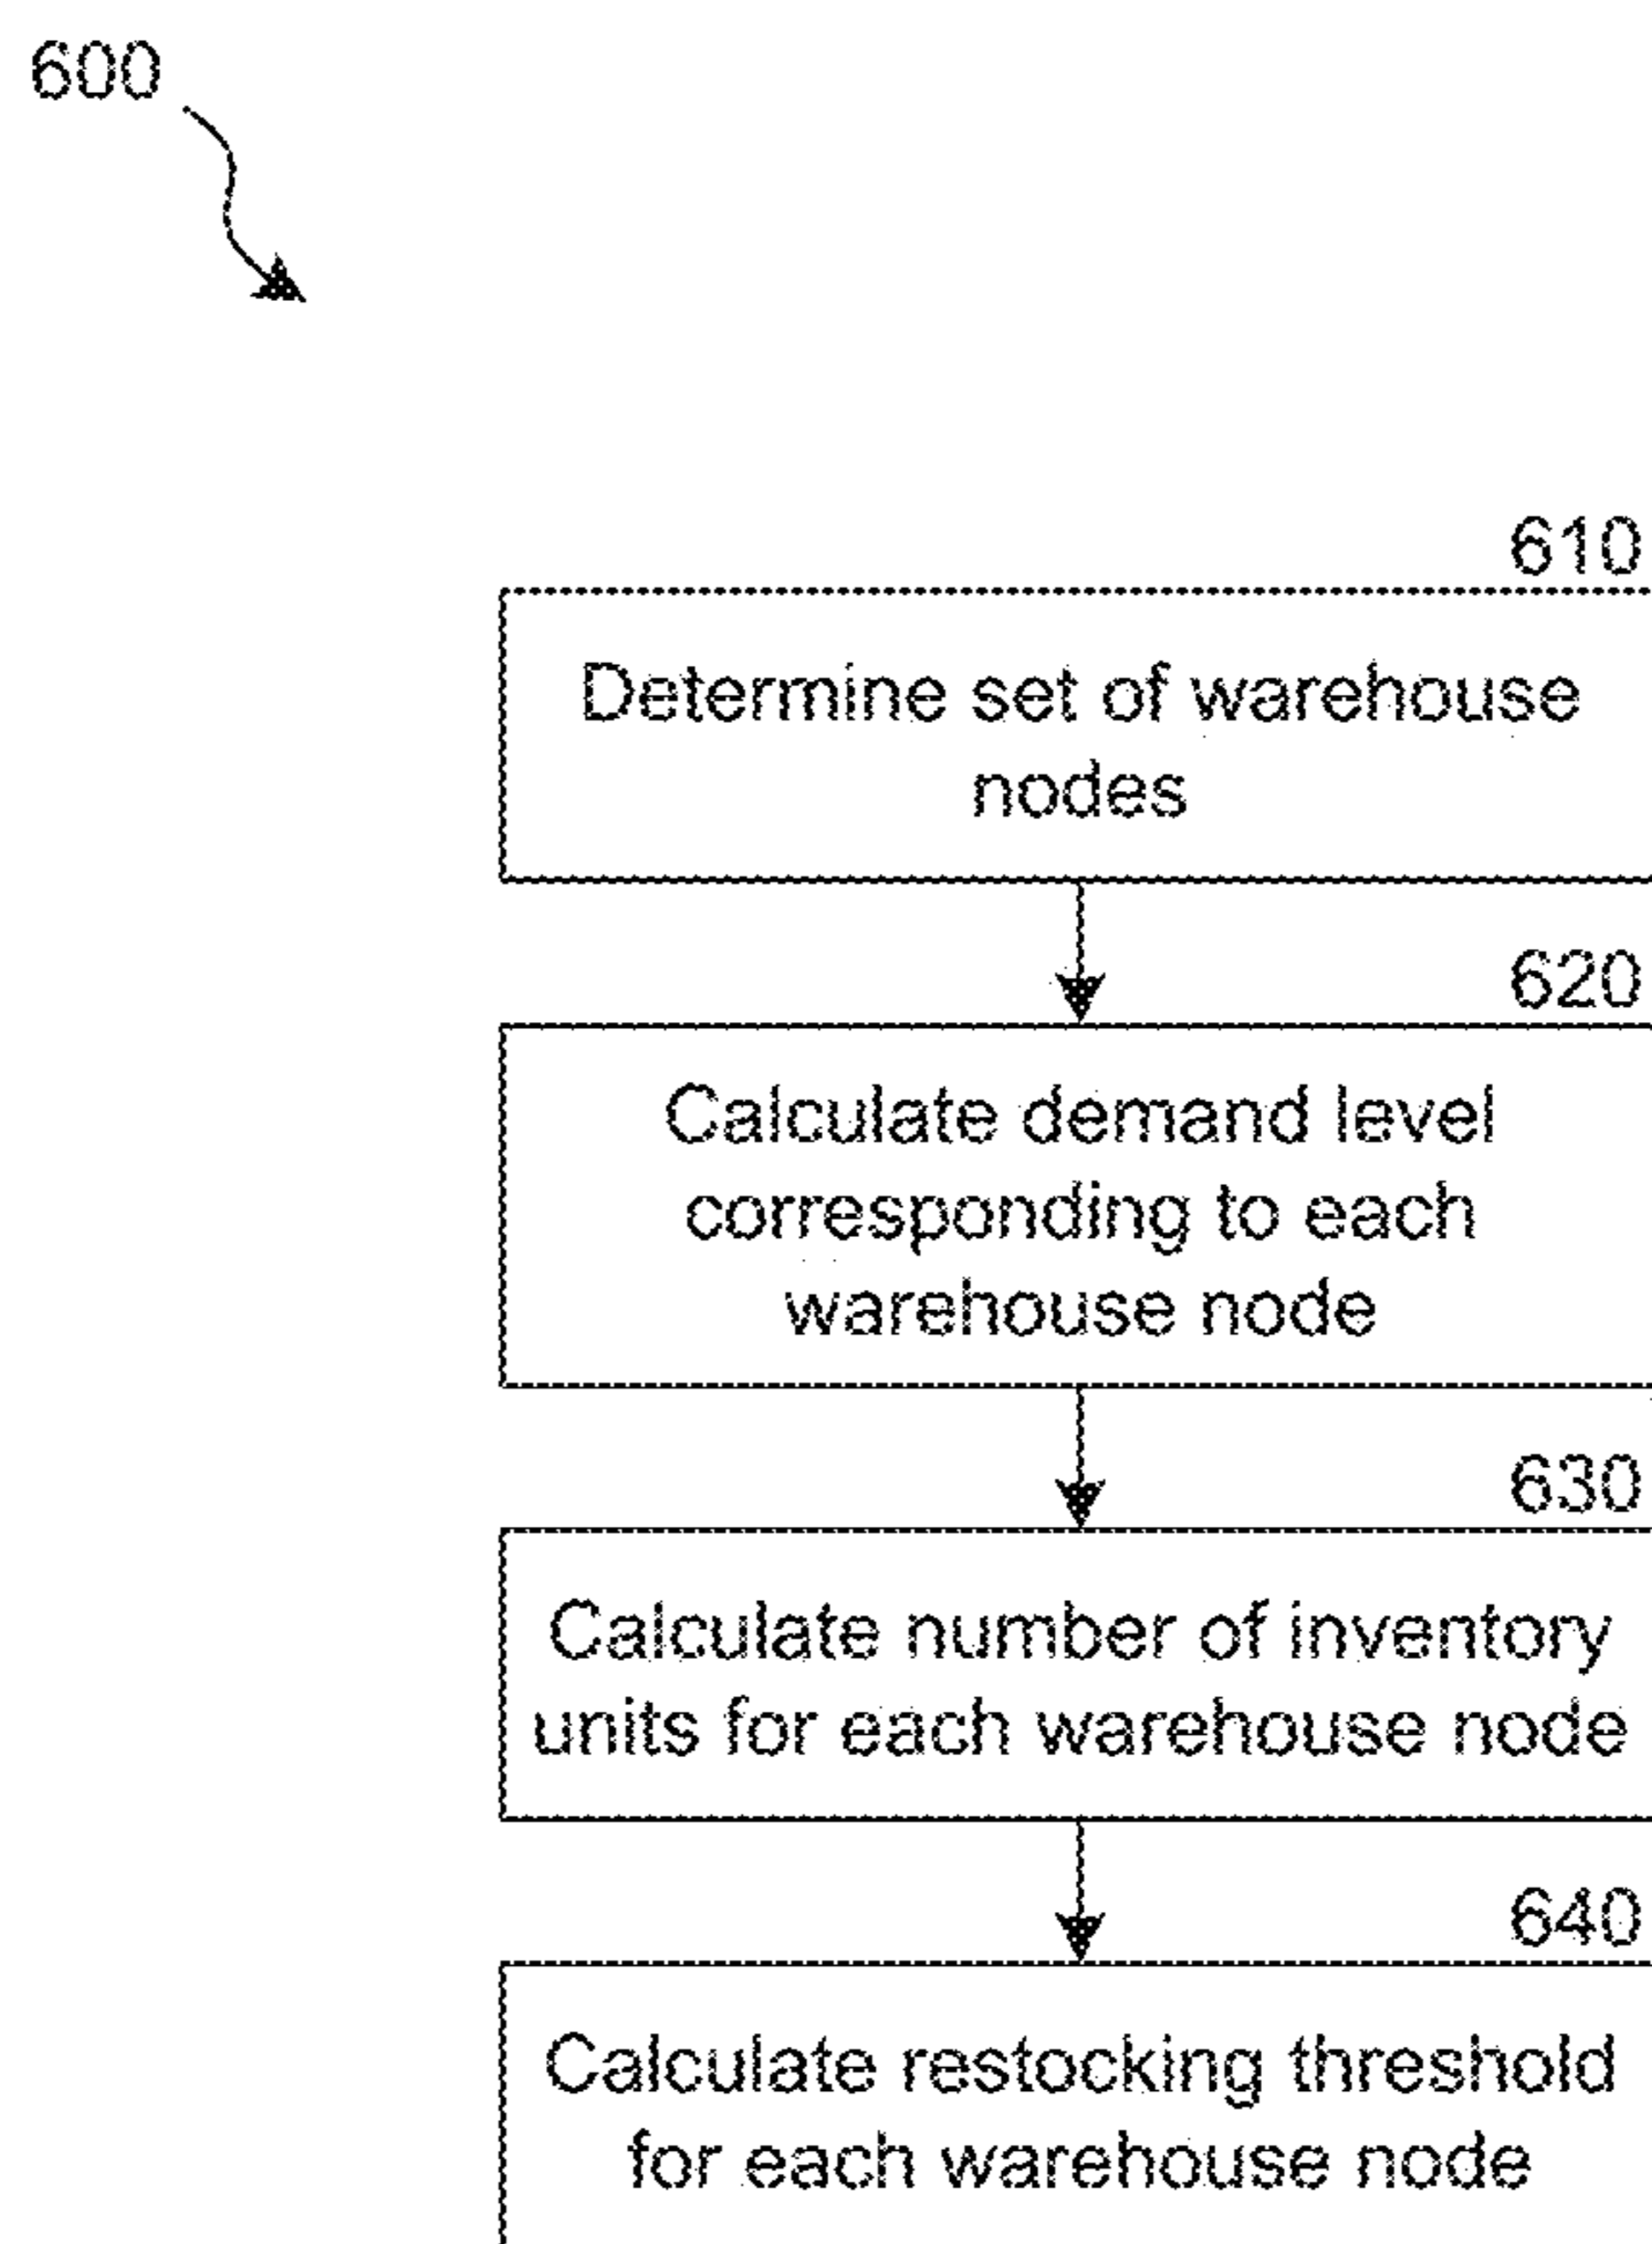 600
610
Determine set of warehouse
nodes
620
Calculate demand level
corresponding to each
warehouse node
630
Calculate number of inventory
units for each warehouse node
640
Calculate restocking threshold
for each warehouse node